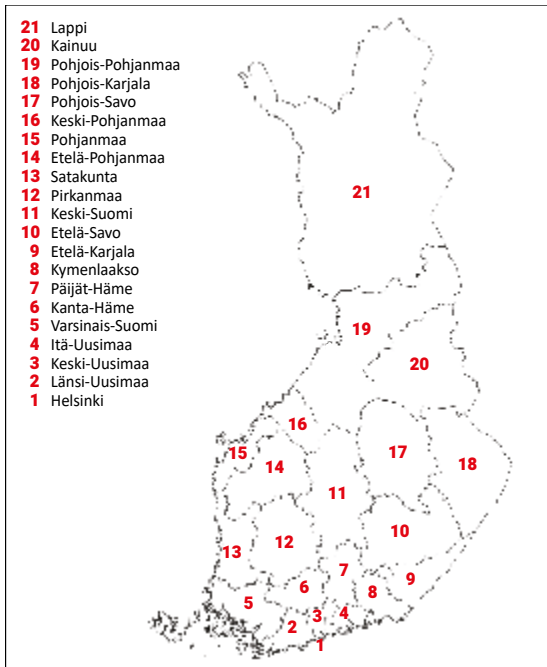 21 Lappi
20 Kainuu
19 Pohjois-Pohjanmaa
18 Pohjois-Karjala
17 Pohjois-Savo
16 Keski-Pohjanmaa
15 Pohjanmaa
14 Etelä-Pohjanmaa
13 Satakunta
12 Pirkanmaa
11 Keski-Suomi
10 Etelä-Savo
9 Etelä-Karjala
8 Kymenlaakso
7 Päijät-Häme
6 Kanta-Häme
5 Varsinais-Suomi
4 Itä-Uusimaa
3 Keski-Uusimaa
2 Länsi-Uusimaa
1 Helsinki
21
19
20
16
15
14
17
18
11
10
12
13
7
9
6
8
5
4
3
2
1